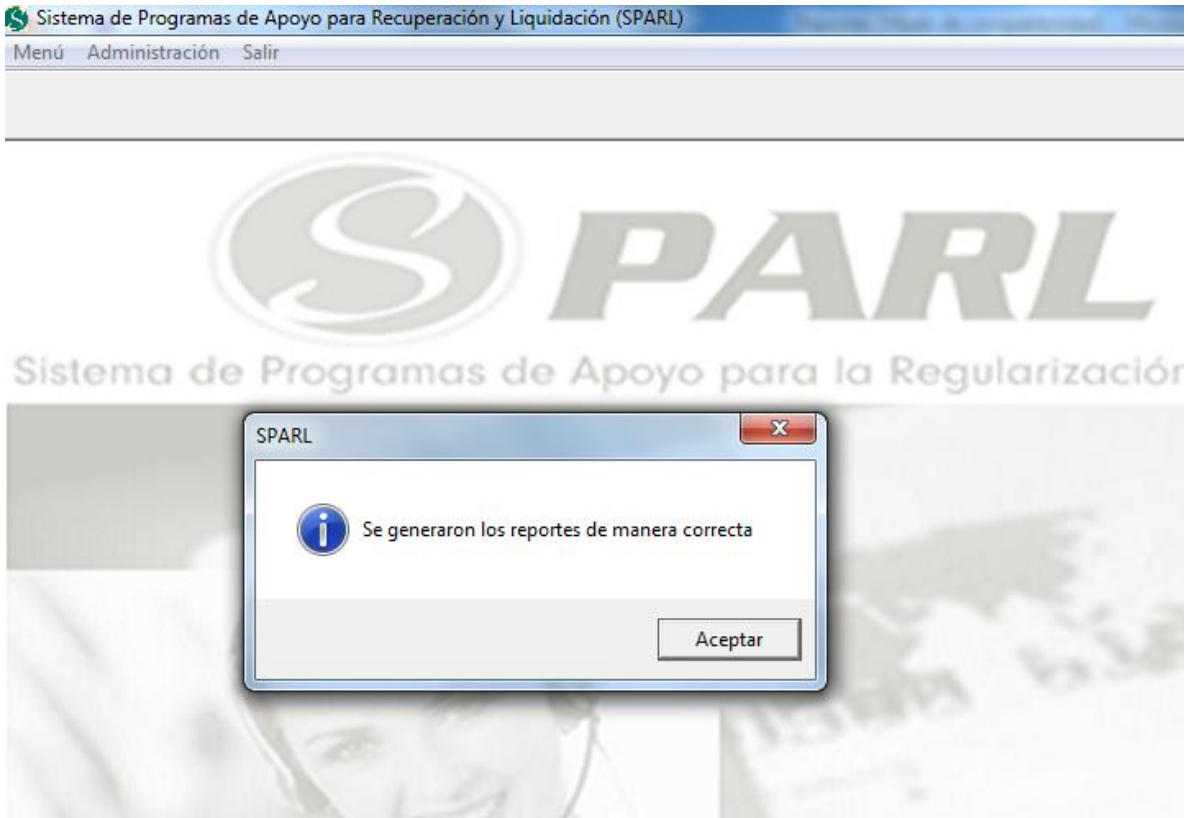 Sistema de Programas de Apoyo para Recuperación y Liquidación (SPARL)
Menú Administración Salir
S PARL
Sistema de Programas de Apoyo para la Regularización
SPARL
Se generaron los reportes de manera correcta
Aceptar